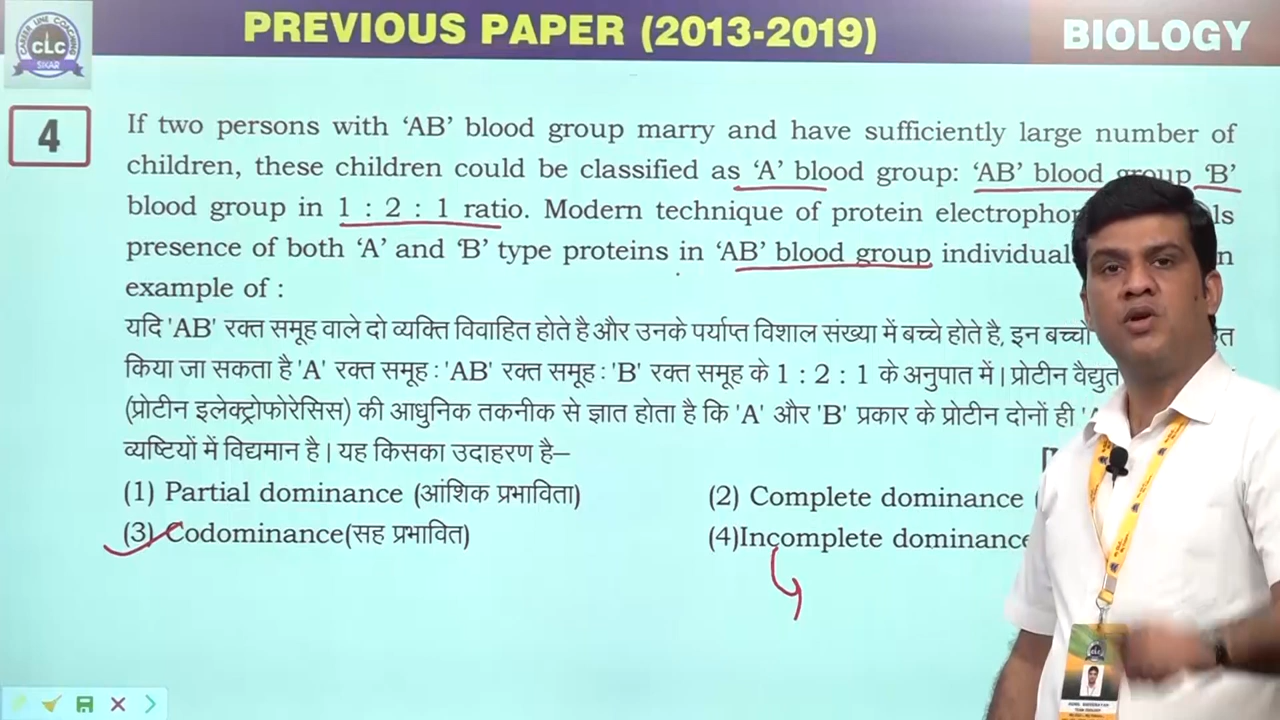 PREVIOUS PAPER (2013-2019)
BIOLOGY
CAREER LINE COACHING
CLC
SIKAR
4
If two persons with ‘AB’ blood group marry and have sufficiently large number of
children, these children could be classified as ‘A’ blood group: ‘AB’ blood group ‘B’
blood group in 1 : 2 : 1 ratio. Modern technique of protein
presence of both ‘A’ and ‘B’ type proteins in ‘AB’ blood group
example of :
यदि 'AB' रक्त समूह वाले दो व्यक्ति विवाहित होते है और उनके पर्याप्त विशाल संख्या में बच्चे होते है, इन
किया जा सकता है 'A' रक्त समूह : 'AB' रक्त समूह : 'B' रक्त समूह के 1 : 2 : 1 के अनुपात में। प्रोटीन
(प्रोटीन इलेक्ट्रोफोरेसिस) की आधुनिक तकनीक से ज्ञात होता है कि 'A' और 'B' प्रकार के प्रोटीन दोनों ही
व्यष्टियों में विद्यमान है। यह किसका उदाहरण है–
(1) Partial dominance (आंशिक प्रभाविता)
(2) Complete dominance
(3) Codominance(सह प्रभावित)
(4)Incomplete dominance